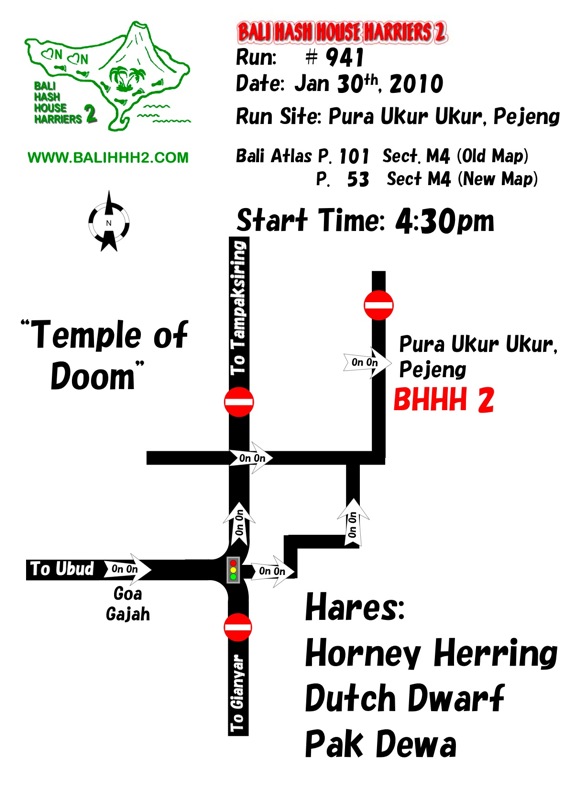 BALI HASH HOUSE HARRIERS 2
Run: # 941
Date: Jan 30th, 2010
Run Site: Pura Ukur Ukur, Pejeng
N N
BALI
HASH
HOUSE
HARRIERS 2
WWW.BALIHHH2.COM
Bali Atlas P. 101 Sect. M4 (Old Map)
P. 53 Sect M4 (New Map)
N
Start Time: 4:30pm
To Tampaksiring
"Temple of
Doom"
Pura Ukur Ukur,
Pejeng
BHHH 2
On On
On On
On On
On On
To Ubud
On On
On On
Goa
Gajah
To Gianyar
Hares:
Horney Herring
Dutch Dwarf
Pak Dewa